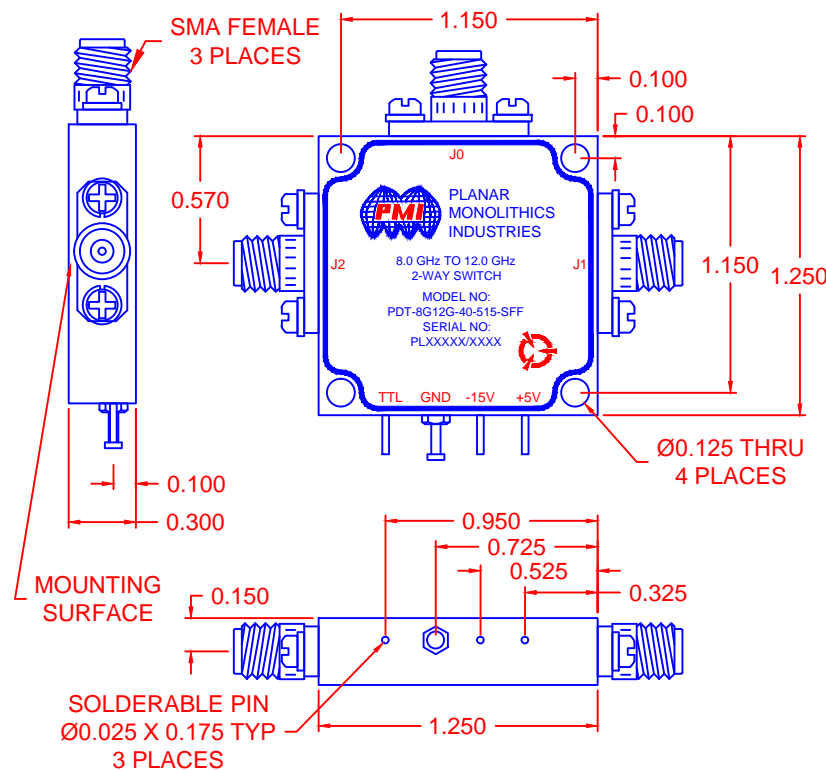 SMA FEMALE
3 PLACES
1.150
0.100
0.100
0.570
J0
PMI
PLANAR
MONOLITHICS
INDUSTRIES
J2
J1
8.0 GHz TO 12.0 GHz
2-WAY SWITCH
MODEL NO:
PDT-8G12G-40-515-SFF
SERIAL NO:
PLXXXXX/XXXX
1.150
1.250
TTL GND -15V +5V
Ø0.125 THRU
4 PLACES
0.100
0.300
MOUNTING
SURFACE
0.950
0.725
0.525
0.325
0.150
SOLDERABLE PIN
Ø0.025 X 0.175 TYP
3 PLACES
1.250